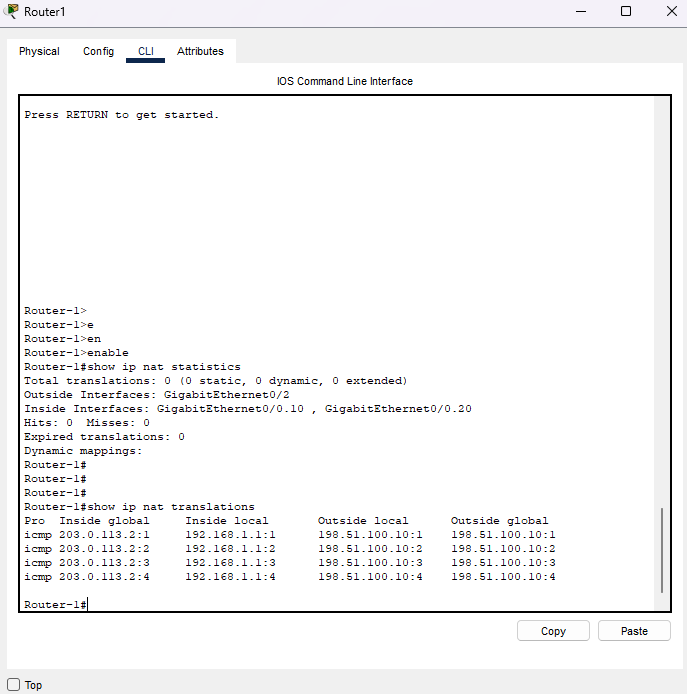 Router1
Physical Config CLI Attributes
IOS Command Line Interface
Press RETURN to get started.
Router-1>
Router-1>e
Router-1>en
Router-1>enable
Router-1#show ip nat statistics
Total translations: 0 (0 static, 0 dynamic, 0 extended)
Outside Interfaces: GigabitEthernet0/2
Inside Interfaces: GigabitEthernet0/0.10 , GigabitEthernet0/0.20
Hits: 0  Misses: 0
Expired translations: 0
Dynamic mappings:
Router-1#
Router-1#
Router-1#
Router-1#show ip nat translations
Pro  Inside global     Inside local       Outside local      Outside global
icmp 203.0.113.2:1     192.168.1.1:1      198.51.100.10:1    198.51.100.10:1
icmp 203.0.113.2:2     192.168.1.1:2      198.51.100.10:2    198.51.100.10:2
icmp 203.0.113.2:3     192.168.1.1:3      198.51.100.10:3    198.51.100.10:3
icmp 203.0.113.2:4     192.168.1.1:4      198.51.100.10:4    198.51.100.10:4
Router-1#
Copy Paste
Top